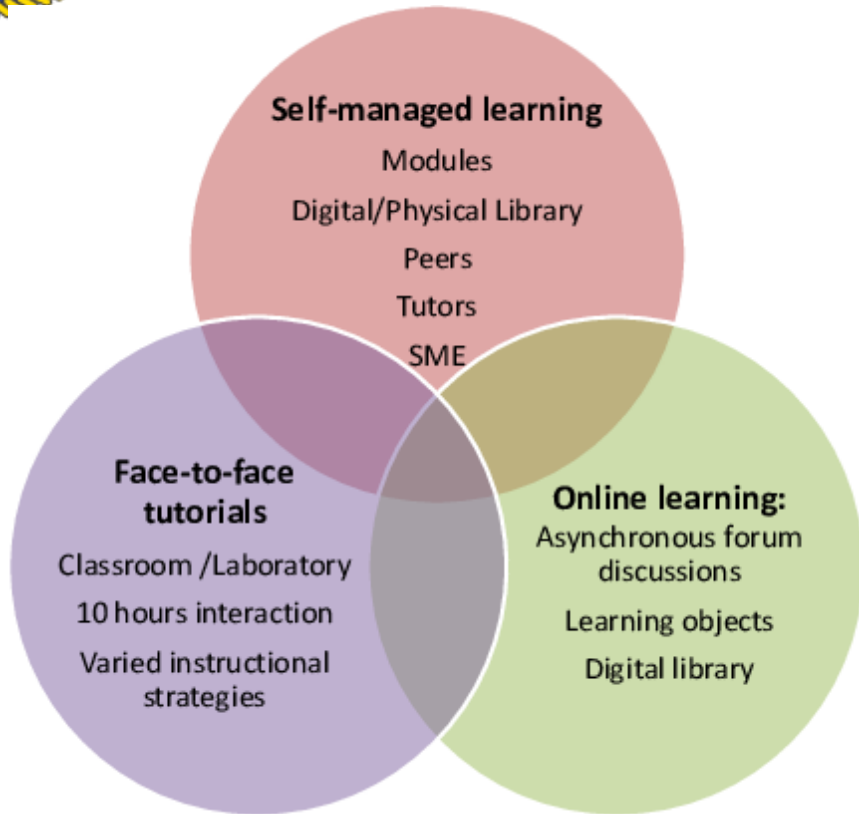 Self-managed learning
Modules
Digital/Physical Library
Peers
Tutors
SME
Face-to-face
tutorials
Classroom /Laboratory
10 hours interaction
Varied instructional
strategies
Online learning:
Asynchronous forum
discussions
Learning objects
Digital library